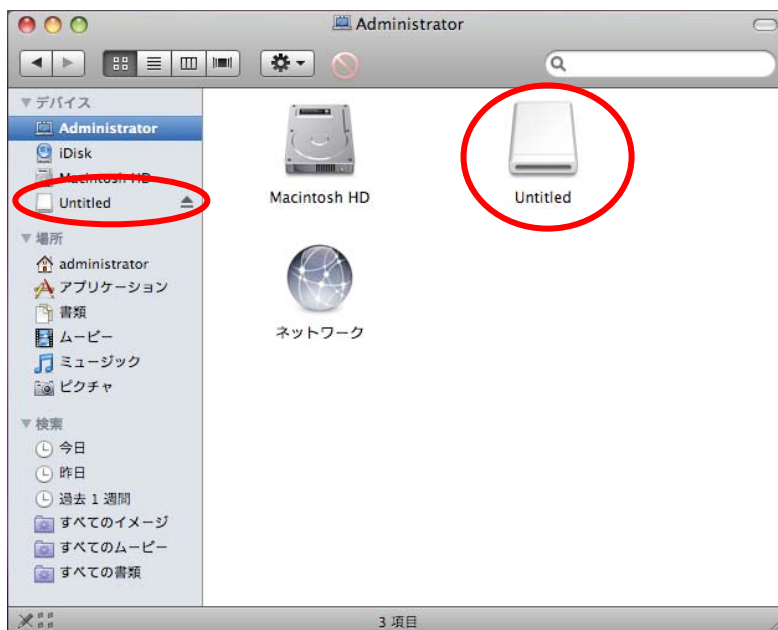 Administrator
デバイス
Administrator
iDisk
Macintosh HD
Untitled
場所
administrator
アプリケーション
書類
ムービー
ミュージック
ピクチャ
検索
今日
昨日
過去 1 週間
すべてのイメージ
すべてのムービー
すべての書類
Macintosh HD
Untitled
ネットワーク
3 項目